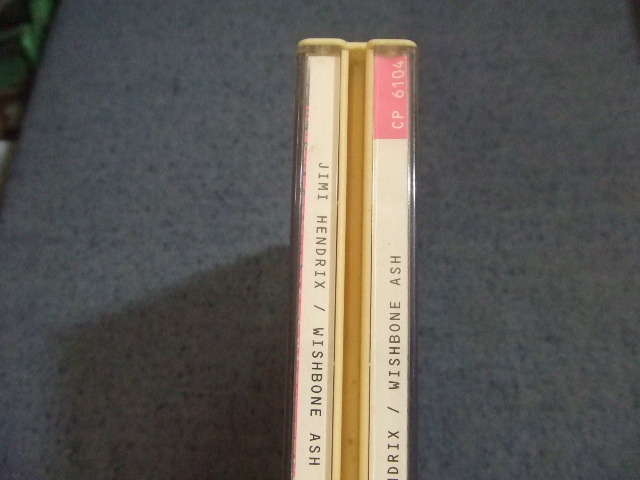 JIMI HENDRIX / WISHBONE ASH
NDRIX / WISHBONE ASH
CP 6104